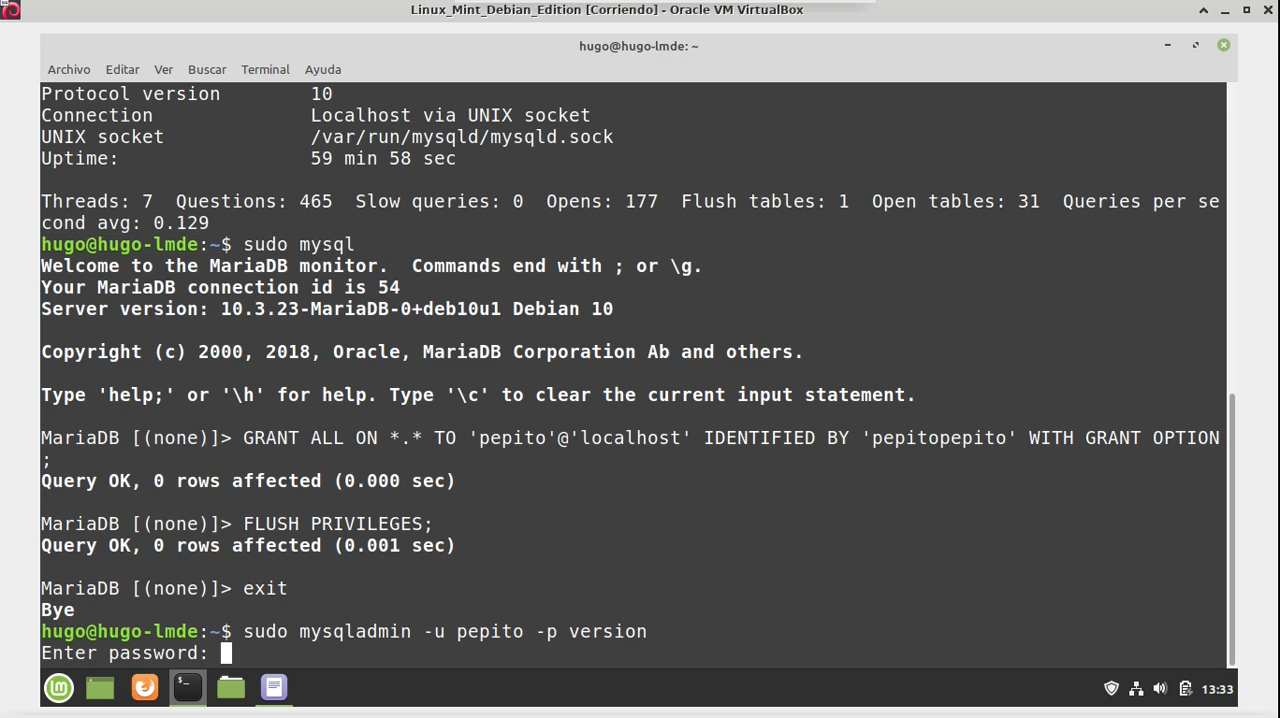 Linux_Mint_Debian_Edition [Corriendo] - Oracle VM VirtualBox
hugo@hugo-lmde: ~
Archivo Editar Ver Buscar Terminal Ayuda
Protocol version 10
Connection Localhost via UNIX socket
UNIX socket /var/run/mysqld/mysqld.sock
Uptime: 59 min 58 sec
Threads: 7 Questions: 465 Slow queries: 0 Opens: 177 Flush tables: 1 Open tables: 31 Queries per se
cond avg: 0.129
hugo@hugo-lmde:~$ sudo mysql
Welcome to the MariaDB monitor. Commands end with ; or \g.
Your MariaDB connection id is 54
Server version: 10.3.23-MariaDB-0+deb10u1 Debian 10
Copyright (c) 2000, 2018, Oracle, MariaDB Corporation Ab and others.
Type 'help;' or '\h' for help. Type '\c' to clear the current input statement.
MariaDB [(none)]> GRANT ALL ON *.* TO 'pepito'@'localhost' IDENTIFIED BY 'pepitopepito' WITH GRANT OPTION
;
Query OK, 0 rows affected (0.000 sec)
MariaDB [(none)]> FLUSH PRIVILEGES;
Query OK, 0 rows affected (0.001 sec)
MariaDB [(none)]> exit
Bye
hugo@hugo-lmde:~$ sudo mysqladmin -u pepito -p version
Enter password:
13:33